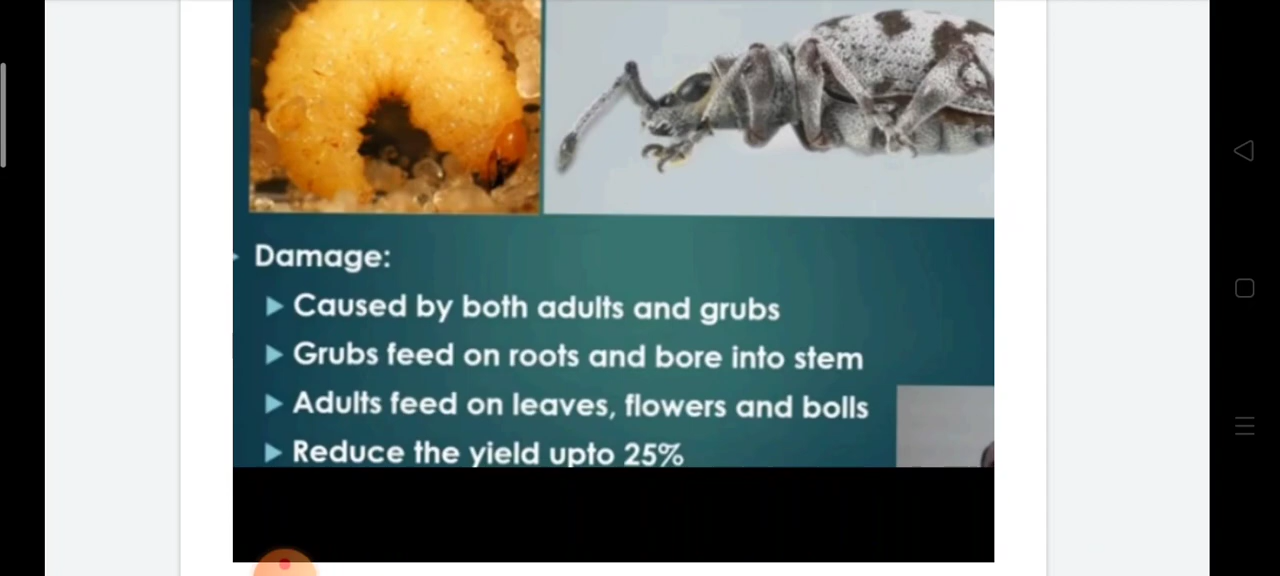 Damage:
Caused by both adults and grubs
Grubs feed on roots and bore into stem
Adults feed on leaves, flowers and bolls
Reduce the yield upto 25%